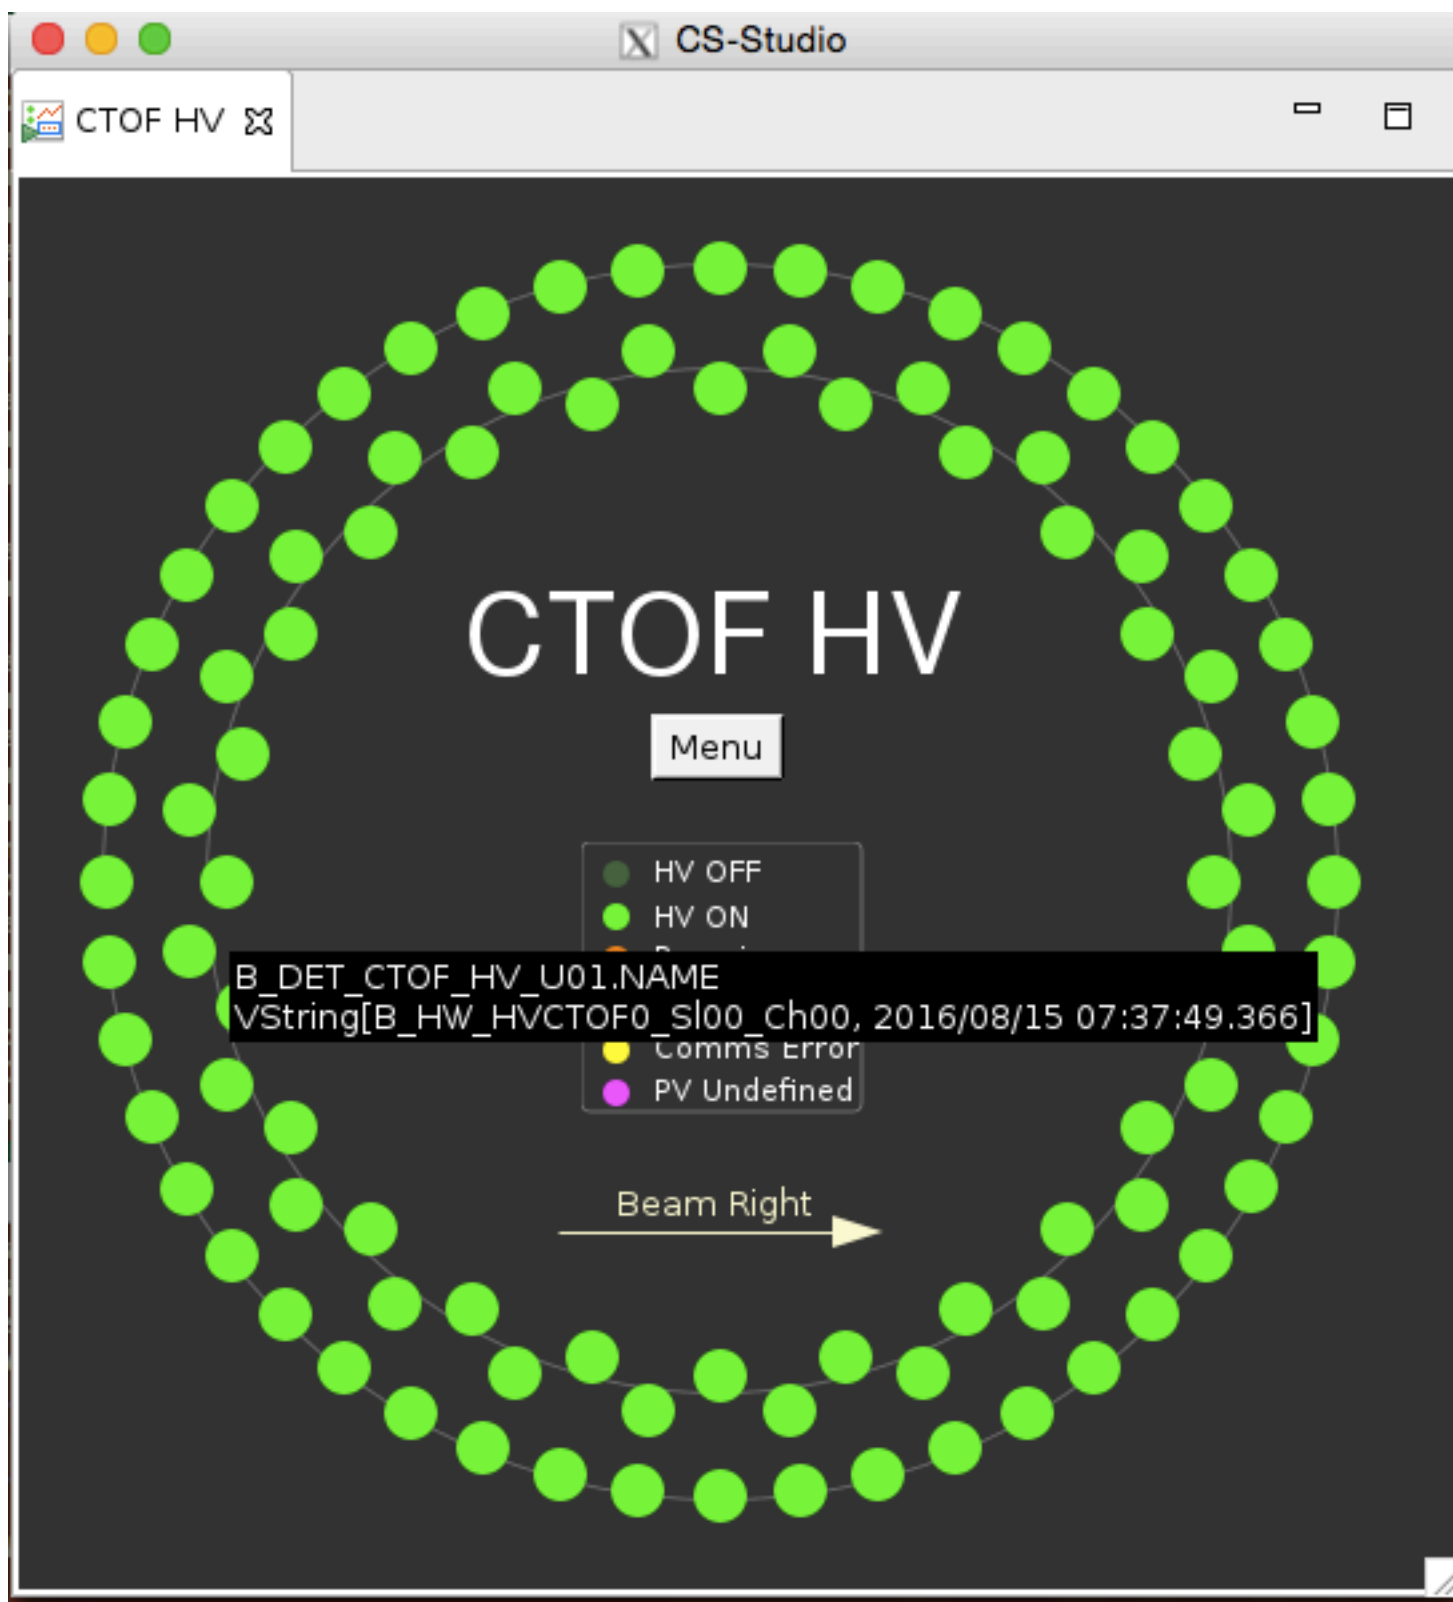 CS-Studio
CTOF HV
CTOF HV
Menu
HV OFF
HV ON
B_DET_CTOF_HV_U01.NAME
VString[B_HW_HVCTOF0_Sl00_Ch00, 2016/08/15 07:37:49.366]
Comms Error
PV Undefined
Beam Right